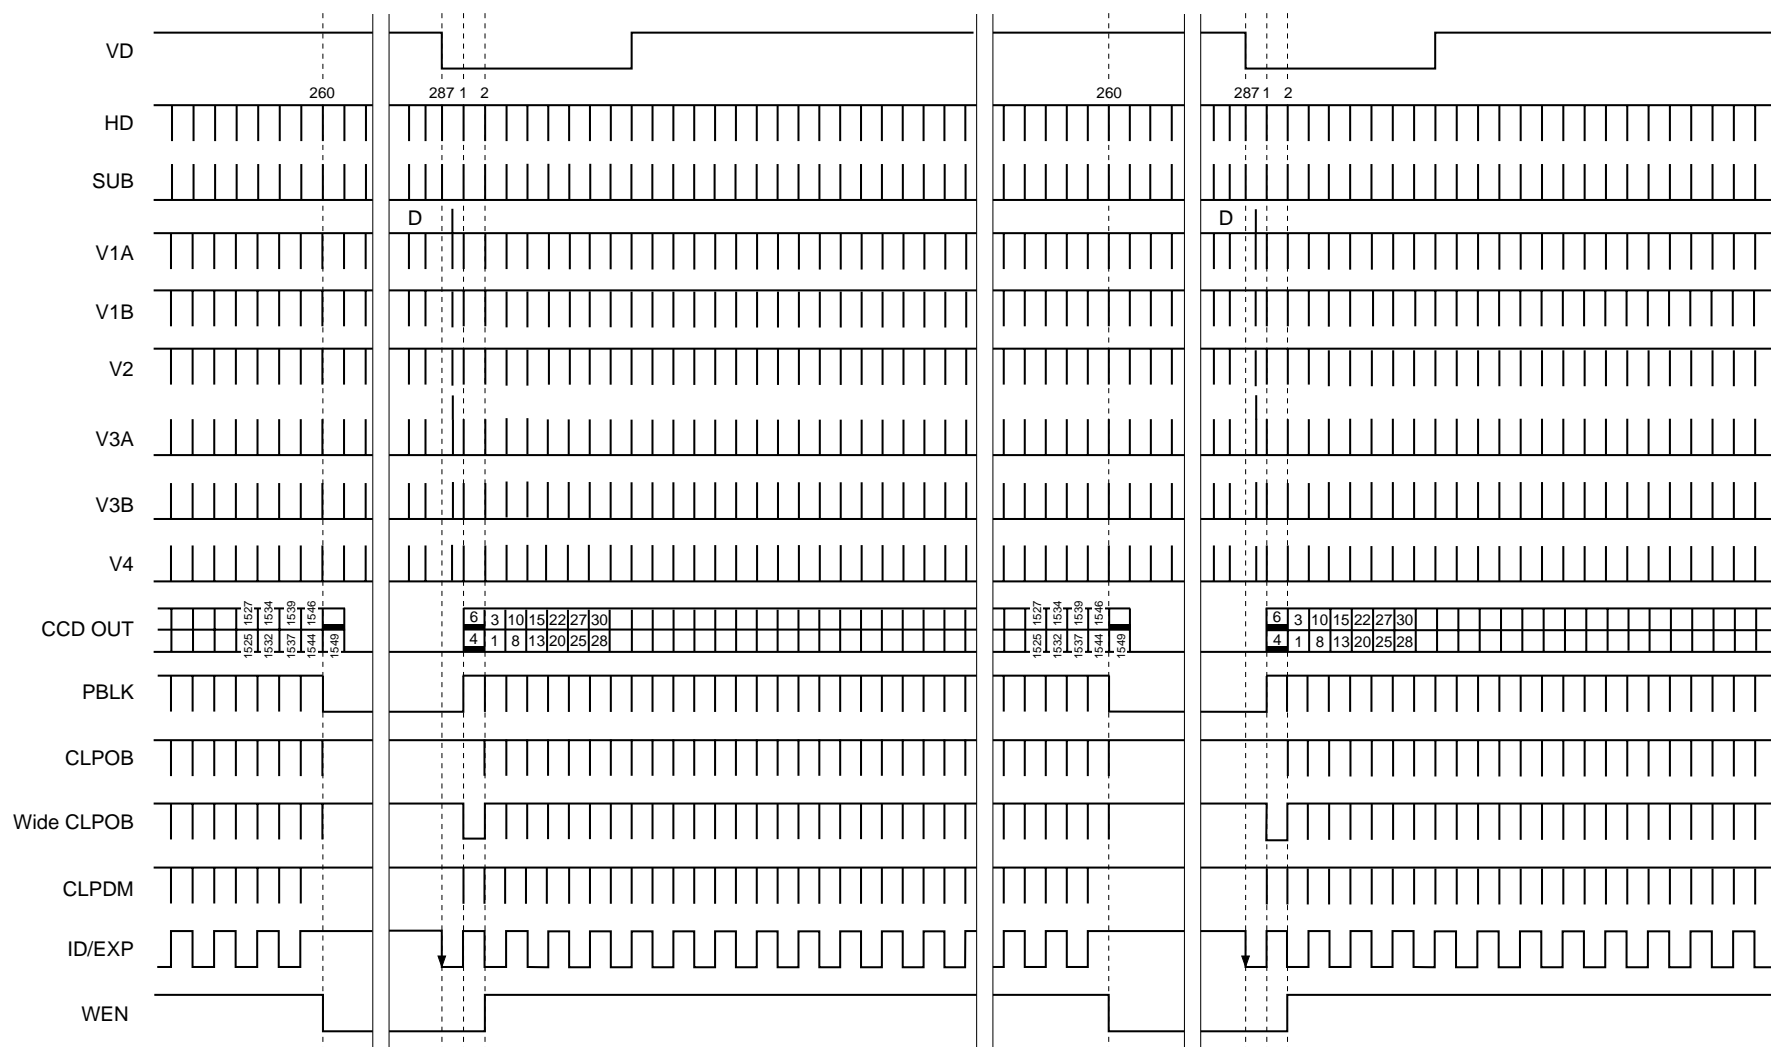 VD
260 287 1 2 260 287 1 2
HD
SUB
D D
V1A
V1B
V2
V3A
V3B
V4
1527 1534 1539 1546 6 3 10 15 22 27 30 1527 1534 1539 1546 6 3 10 15 22 27 30
CCD OUT
1525 1532 1537 1544 1549 4 1 8 13 20 25 28 1525 1532 1537 1544 1549 4 1 8 13 20 25 28
PBLK
CLPOB
Wide CLPOB
CLPDM
ID/EXP
WEN